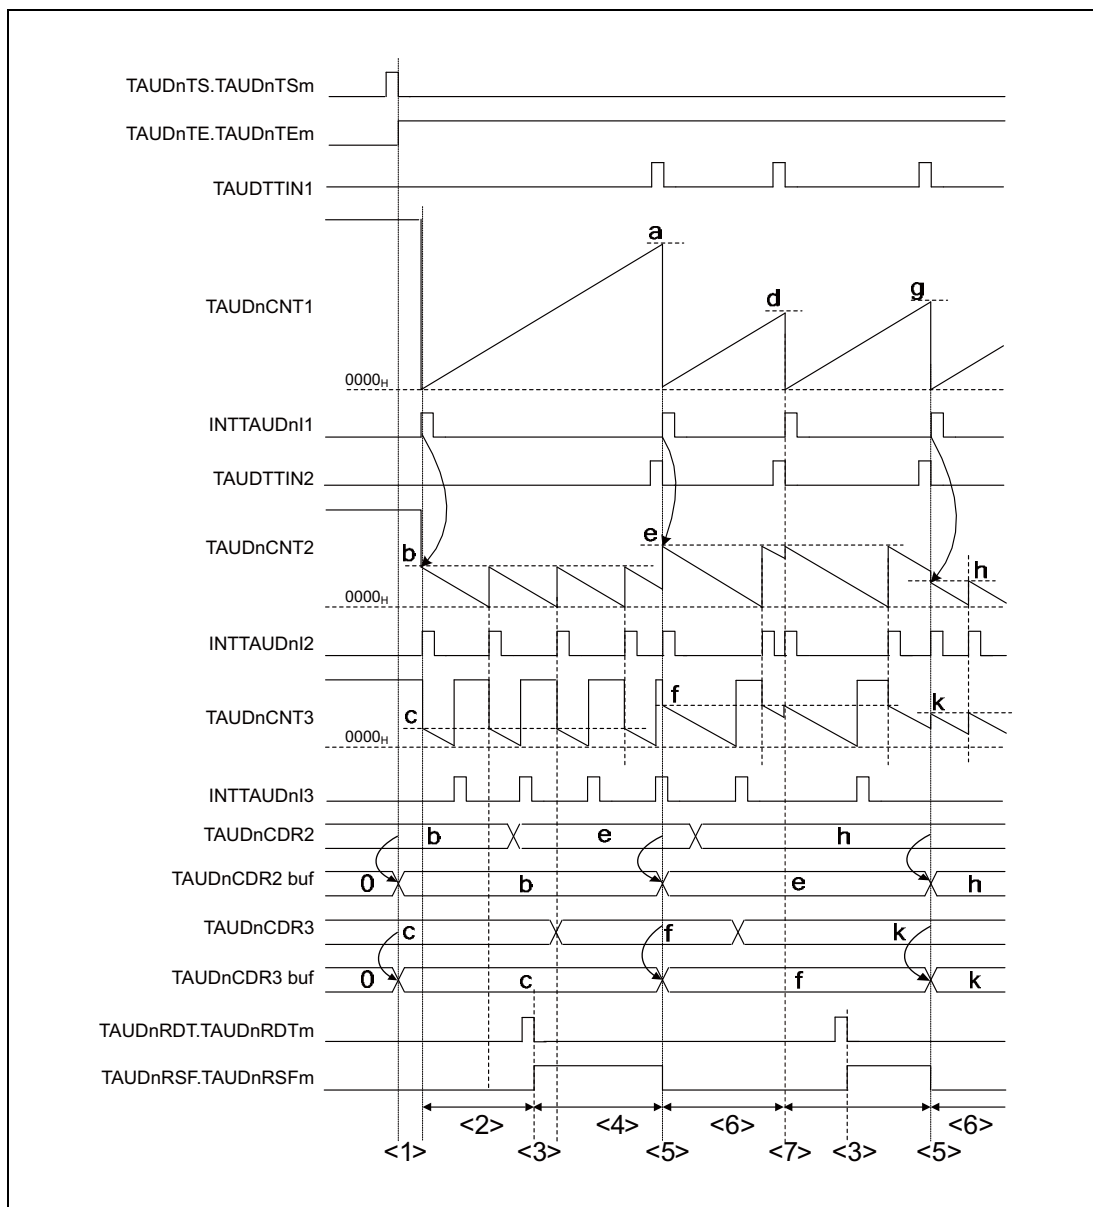 TAUDnTS.TAUDnTSm
TAUDnTE.TAUDnTEm
TAUDTTIN1
a
d
g
TAUDnCNT1
0000H
INTTAUDnI1
TAUDTTIN2
e
TAUDnCNT2
b
h
0000H
INTTAUDnI2
f
k
TAUDnCNT3
c
0000H
INTTAUDnI3
TAUDnCDR2
b
e
h
TAUDnCDR2 buf
0
b
e
h
TAUDnCDR3
c
f
k
TAUDnCDR3 buf
0
c
f
k
TAUDnRDT.TAUDnRDTm
TAUDnRSF.TAUDnRSFm
<2> <4> <6> <6>
<1> <3> <5> <7> <3> <5>